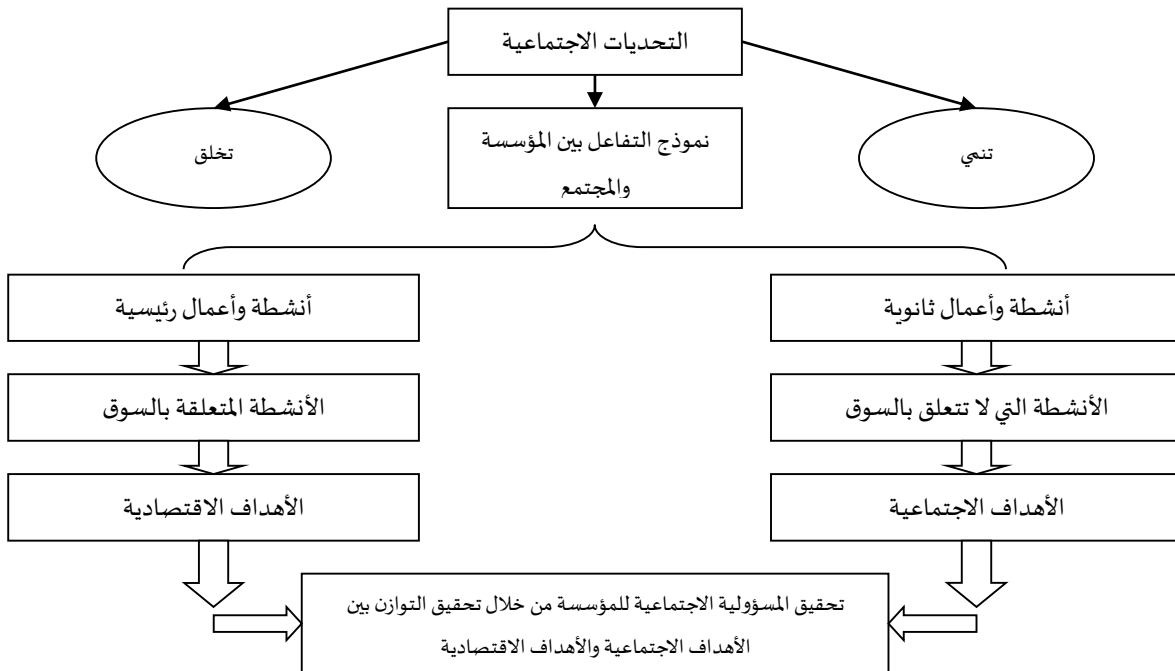 التحديات الاجتماعية
تنمي
نموذج التفاعل بين المؤسسة
والمجتمع
تخلق
أنشطة وأعمال ثانوية
أنشطة وأعمال رئيسية
الأنشطة التي لا تتعلق بالسوق
الأنشطة المتعلقة بالسوق
الأهداف الاجتماعية
الأهداف الاقتصادية
تحقيق المسؤولية الاجتماعية للمؤسسة من خلال تحقيق التوازن بين
الأهداف الاجتماعية والأهداف الاقتصادية